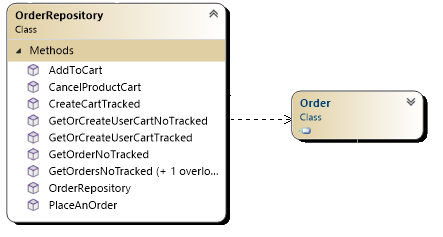 OrderRepository
Class
Methods
AddToCart
CancelProductCart
CreateCartTracked
GetOrCreateUserCartNoTracked
GetOrCreateUserCartTracked
GetOrderNoTracked
GetOrdersNoTracked (+ 1 overlo...
OrderRepository
PlaceAnOrder
Order
Class